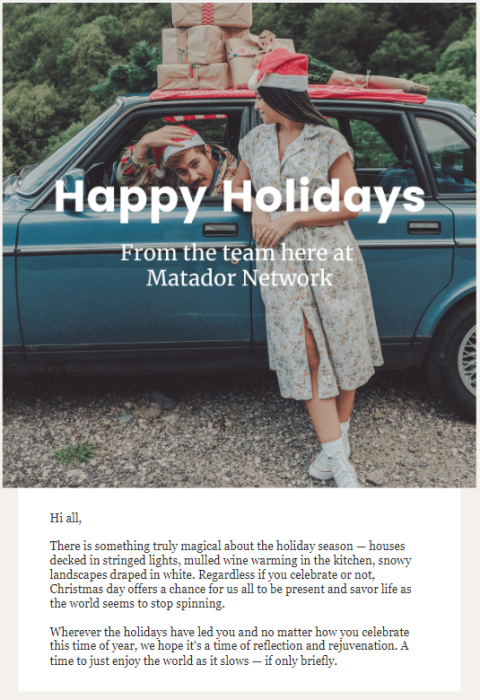 Happy Holidays
From the team here at
Matador Network
Hi all,
There is something truly magical about the holiday season — houses
decked in stringed lights, mulled wine warming in the kitchen, snowy
landscapes draped in white. Regardless if you celebrate or not,
Christmas day offers a chance for us all to be present and savor life as
the world seems to stop spinning.
Wherever the holidays have led you and no matter how you celebrate
this time of year, we hope it's a time of reflection and rejuvenation. A
time to just enjoy the world as it slows — if only briefly.